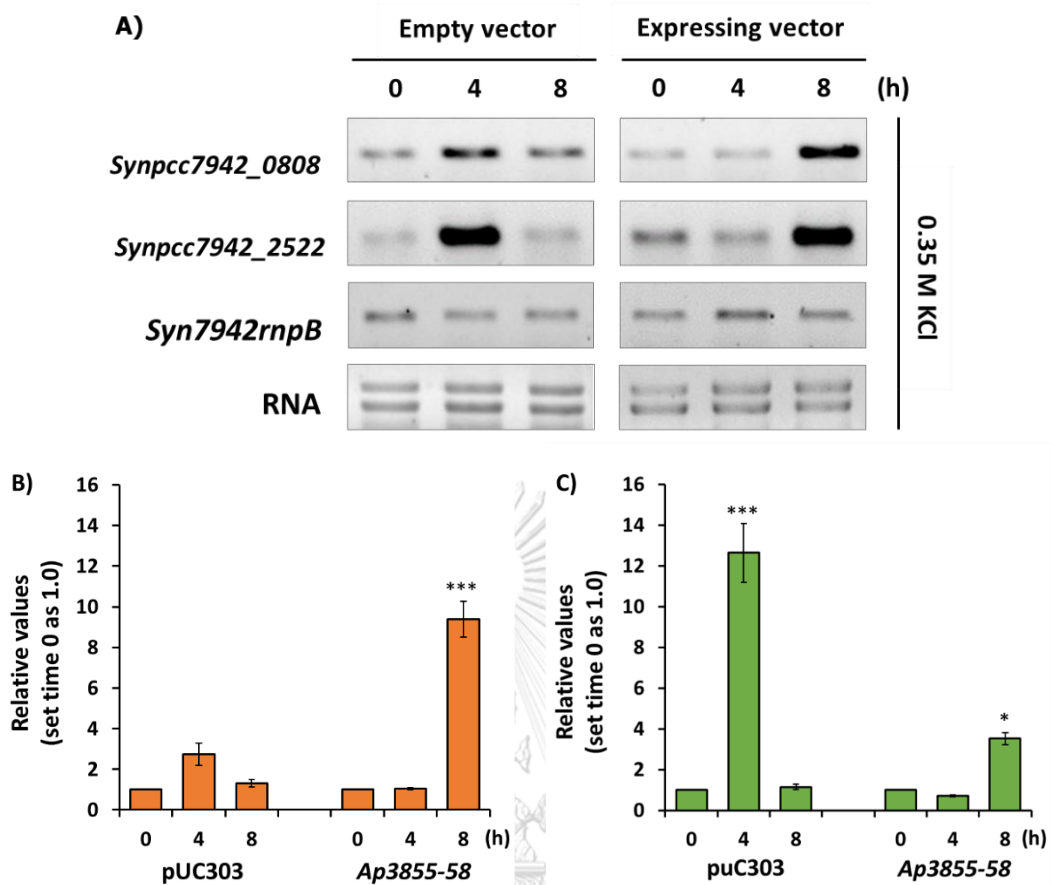 A)
Empty vector Expressing vector
0 4 8 0 4 8 (h)
Synpcc7942_0808
Synpcc7942_2522
Syn7942rnpB
RNA
0.35 M KCl
B)
Relative values
(set time 0 as 1.0)
16
14
12
10
8
6
4
2
0
***
0 4 8 0 4 8 (h)
pUC303 Ap3855-58
C)
Relative values
(set time 0 as 1.0)
16
14
12
10
8
6
4
2
0
***
*
0 4 8 0 4 8 (h)
puC303 Ap3855-58